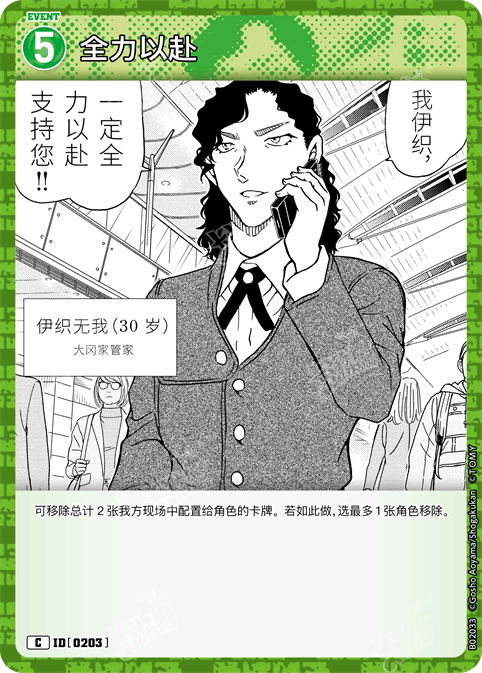 EVENT
5
全力以赴
我伊织,
一定全
力以赴
支持您!!
伊织无我(30 岁)
大冈家管家
可移除总计 2 张我方现场中配置给角色的卡牌。若如此做,选最多 1 张角色移除。
C ID[0203]
B02033 ©Gosho Aoyama/Shogakukan ©TOMY